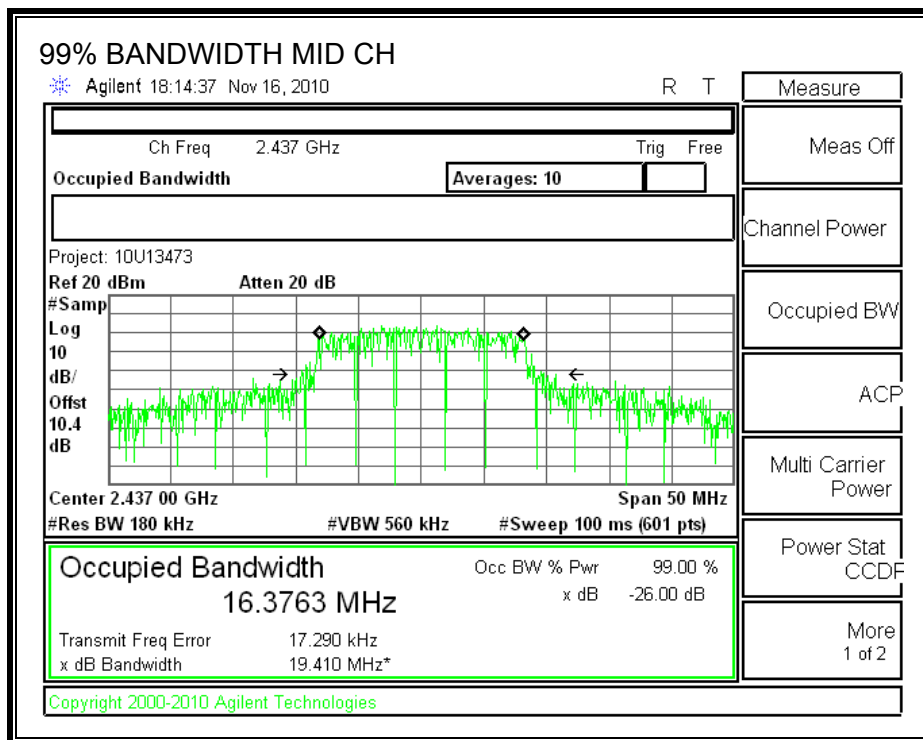 99% BANDWIDTH MID CH
Agilent 18:14:37 Nov 16, 2010 R T
Measure
Ch Freq 2.437 GHz Trig Free
Meas Off
Occupied Bandwidth Averages: 10
Channel Power
Project: 10U13473
Ref 20 dBm Atten 20 dB
#Samp
Log
10
dB/
Offst
10.4
dB
Occupied BW
ACP
Multi Carrier
Power
Center 2.437 00 GHz Span 50 MHz
#Res BW 180 kHz #VBW 560 kHz #Sweep 100 ms (601 pts)
Power Stat
CCDF
Occupied Bandwidth Occ BW % Pwr 99.00 %
16.3763 MHz x dB -26.00 dB
Transmit Freq Error 17.290 kHz
x dB Bandwidth 19.410 MHz*
More
1 of 2
Copyright 2000-2010 Agilent Technologies